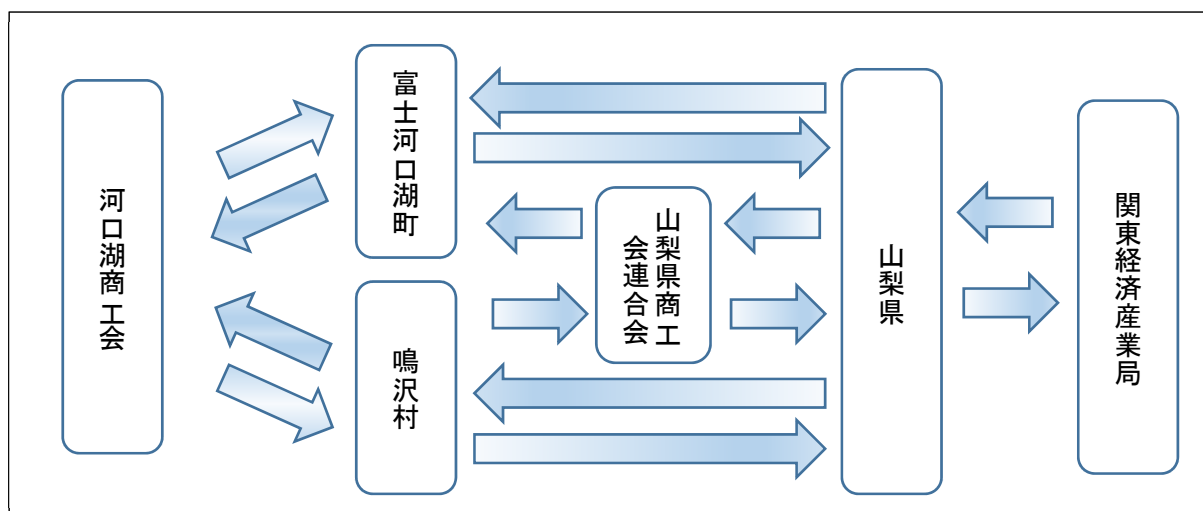 河口湖商工会
富士河口湖町
鳴沢村
山梨県商工
会連合会
山梨県
関東経済産業局